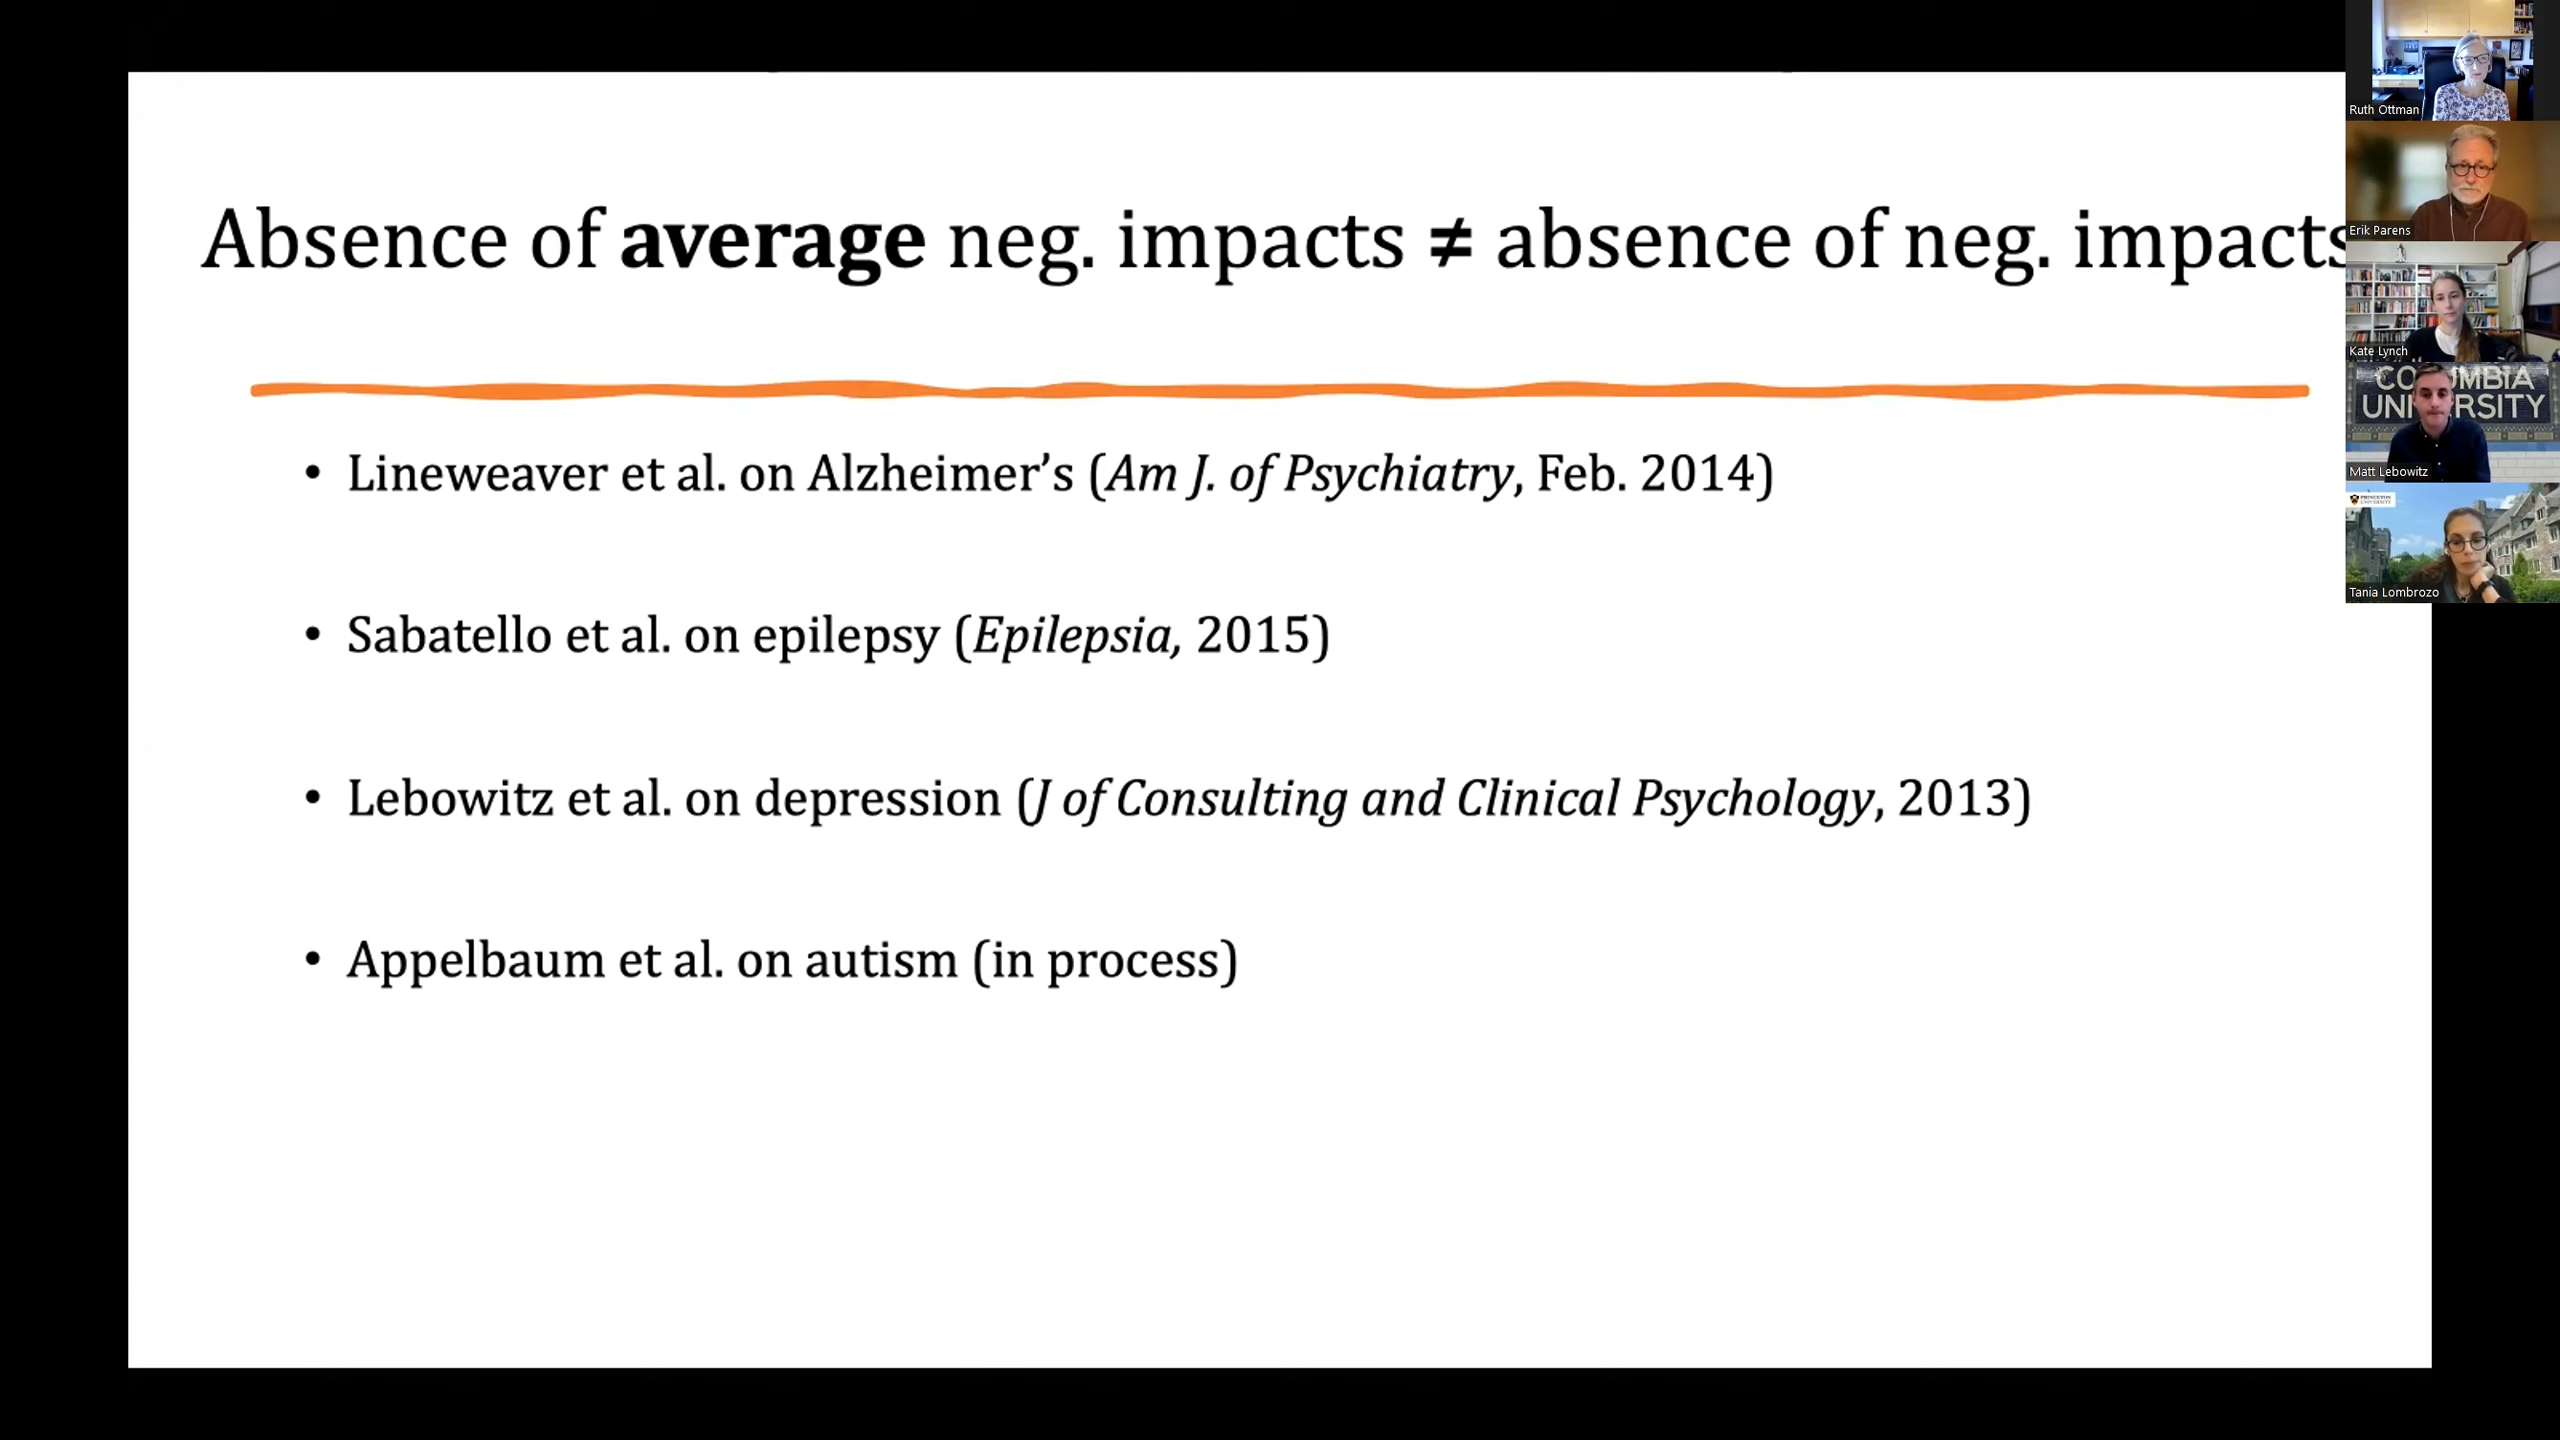 Absence of average neg. impacts ≠ absence of neg. impacts
• Lineweaver et al. on Alzheimer’s (Am J. of Psychiatry, Feb. 2014)
• Sabatello et al. on epilepsy (Epilepsia, 2015)
• Lebowitz et al. on depression (J of Consulting and Clinical Psychology, 2013)
• Appelbaum et al. on autism (in process)
Ruth Ottman
Erik Parens
Kate Lynch
Matt Lebowitz
PRINCETON
UNIVERSITY
Tania Lombrozo